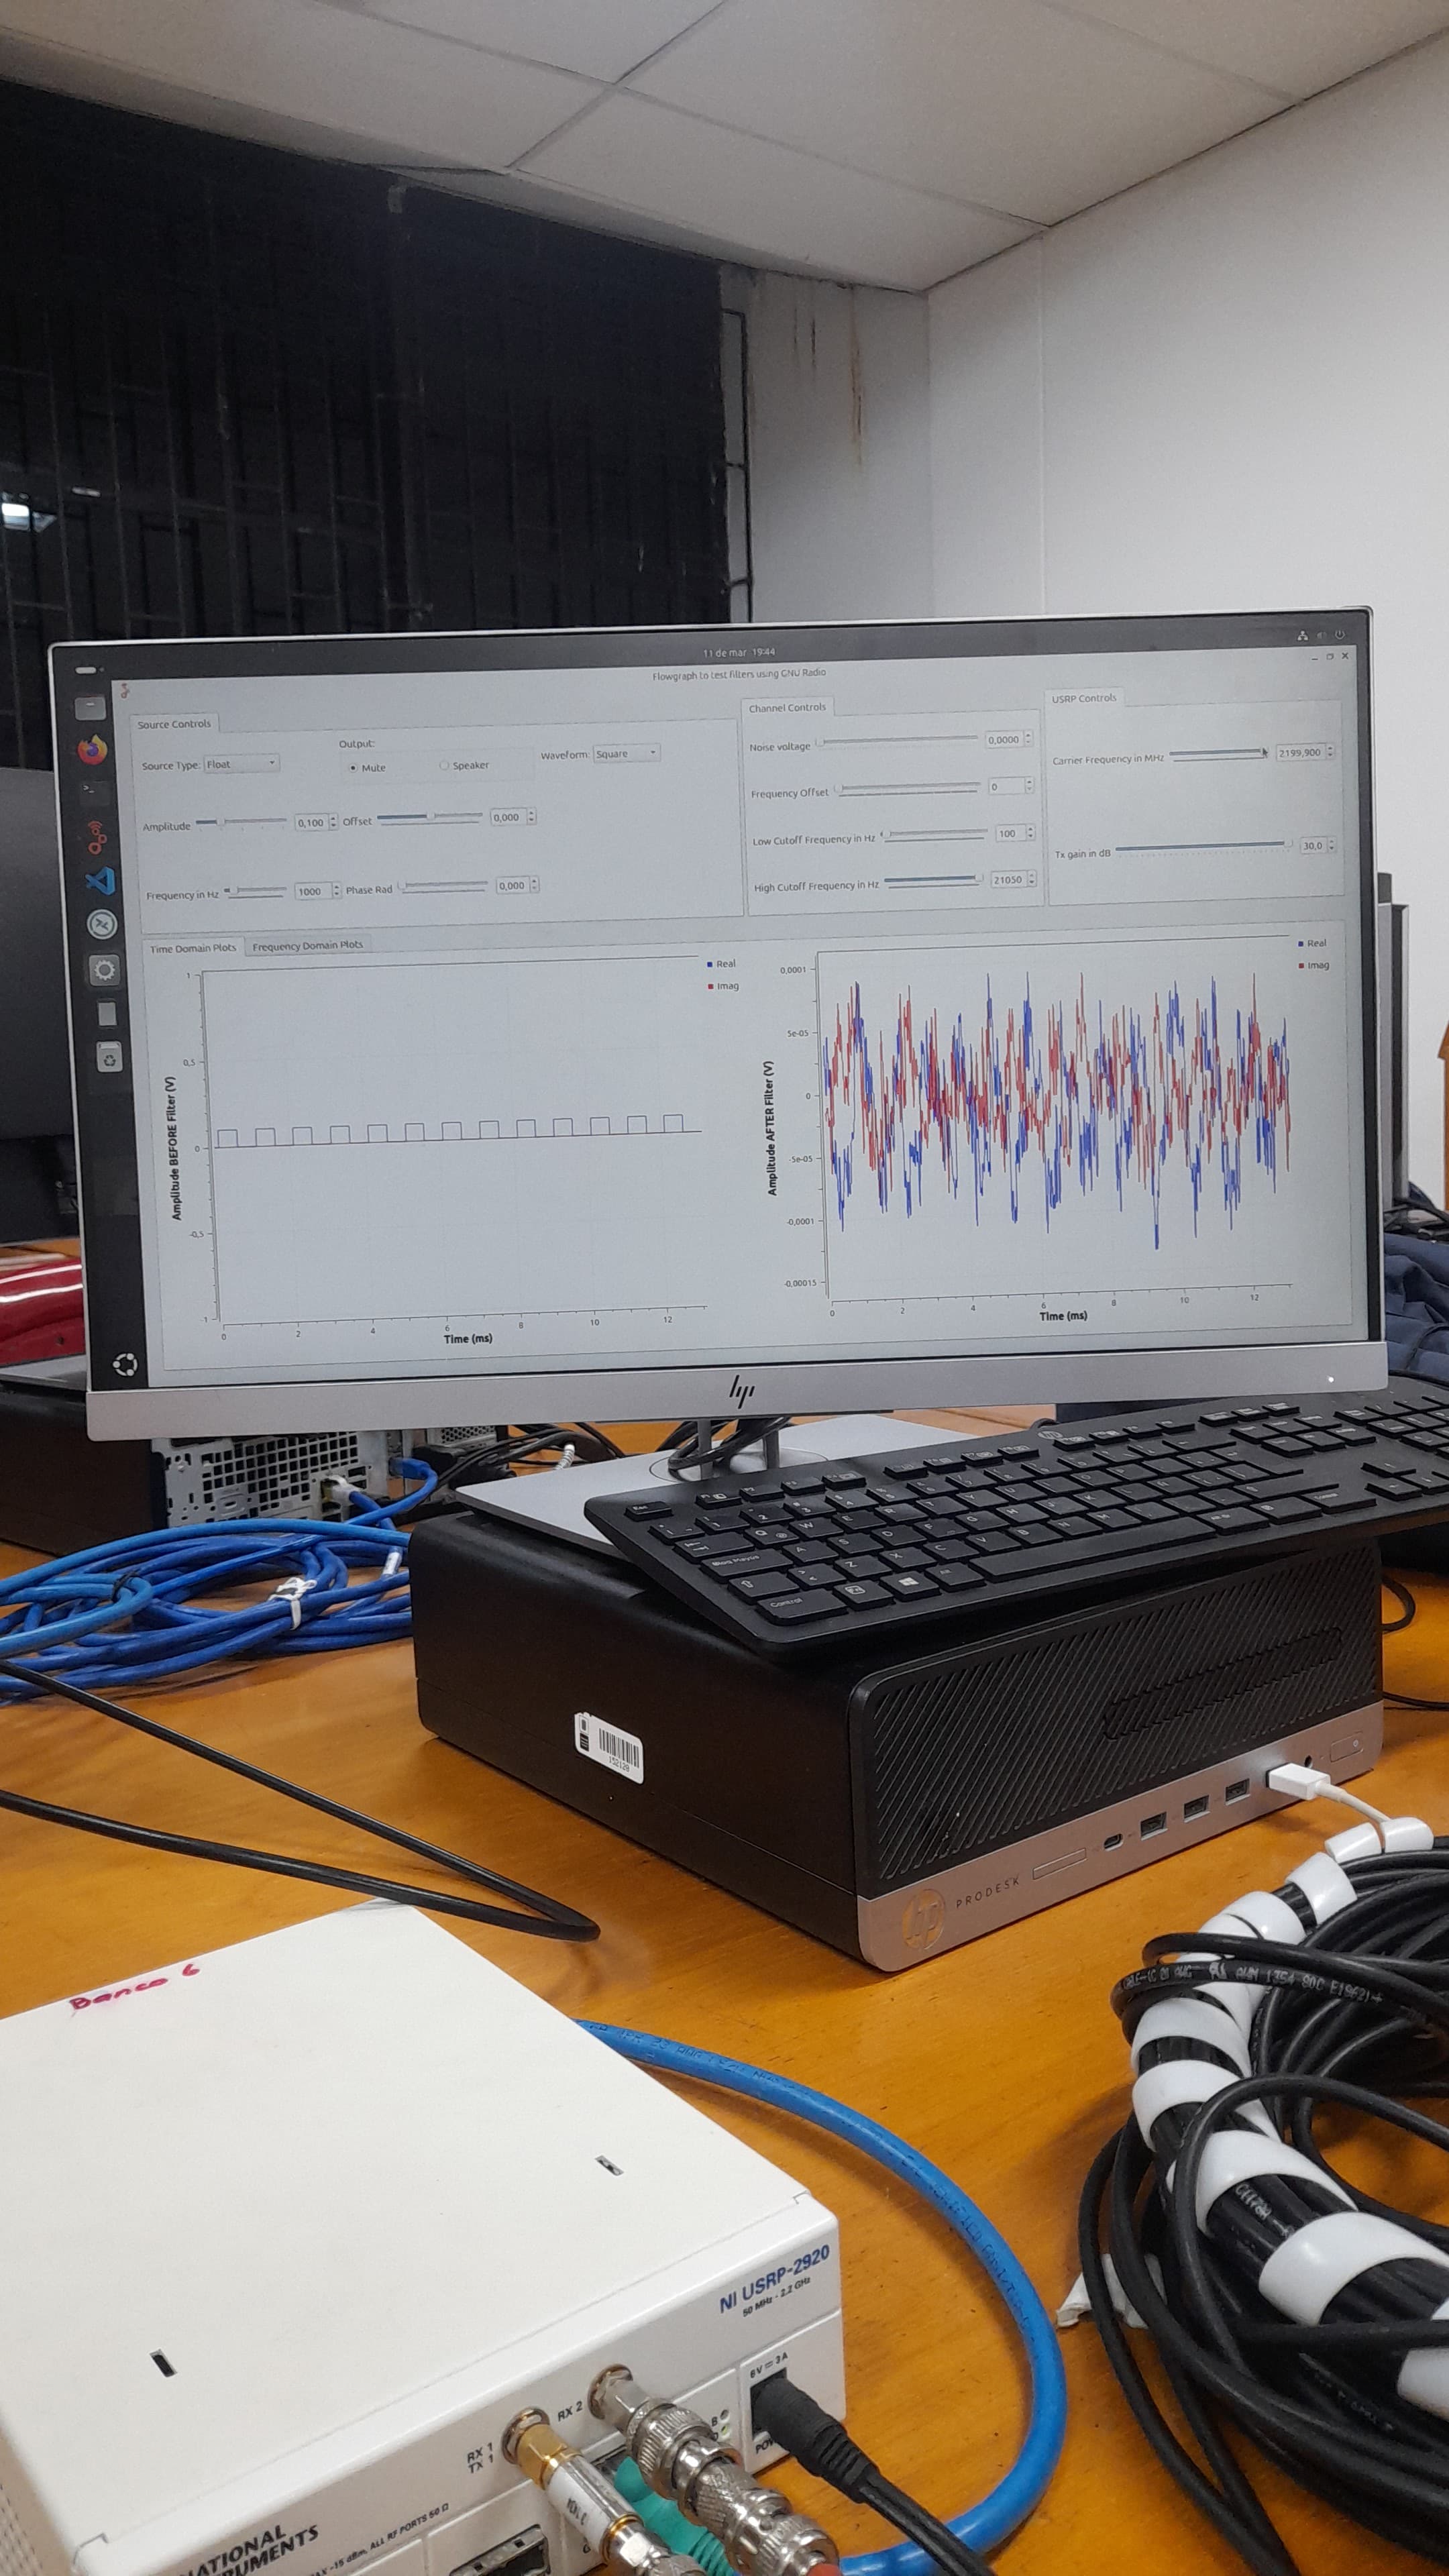 11 de mar 19:44
Flowgraph to test filters using GNU Radio
Source Controls
Source Type: Float
Output:
Mute
Speaker
Waveform: Square
Amplitude
0,100
Offset
0,000
Frequency in Hz
1000
Phase Rad
0,000
Channel Controls
Noise voltage
0,0000
Frequency Offset
0
Low Cutoff Frequency in Hz
100
High Cutoff Frequency in Hz
21050
USRP Controls
Carrier Frequency in MHz
2199,900
Tx gain in dB
30,0
Time Domain Plots
Frequency Domain Plots
Amplitude BEFORE Filter (V)
1
0,5
0
-0,5
-1
0 2 4 6 8 10 12
Time (ms)
Real
Imag
Amplitude AFTER Filter (V)
0,0001
5e-05
0
-5e-05
-0,0001
-0,00015
0 2 4 6 8 10 12
Time (ms)
Real
Imag
hp
hp PRODESK
152128
Banco 6
NI USRP-2920
50 MHz - 2.2 GHz
6V 3A
RX 2
RX 1
TX 1
-15 dBm, ALL RF PORTS 50 Ω